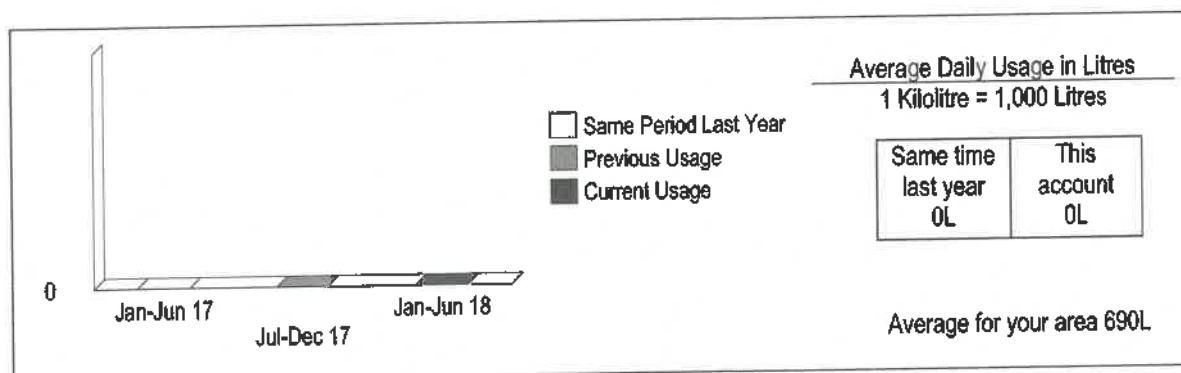 0
Jan-Jun 17
Jul-Dec 17
Jan-Jun 18
Same Period Last Year
Previous Usage
Current Usage
Average Daily Usage in Litres
1 Kilolitre = 1,000 Litres
Same time
last year
0L
This
account
0L
Average for your area 690L